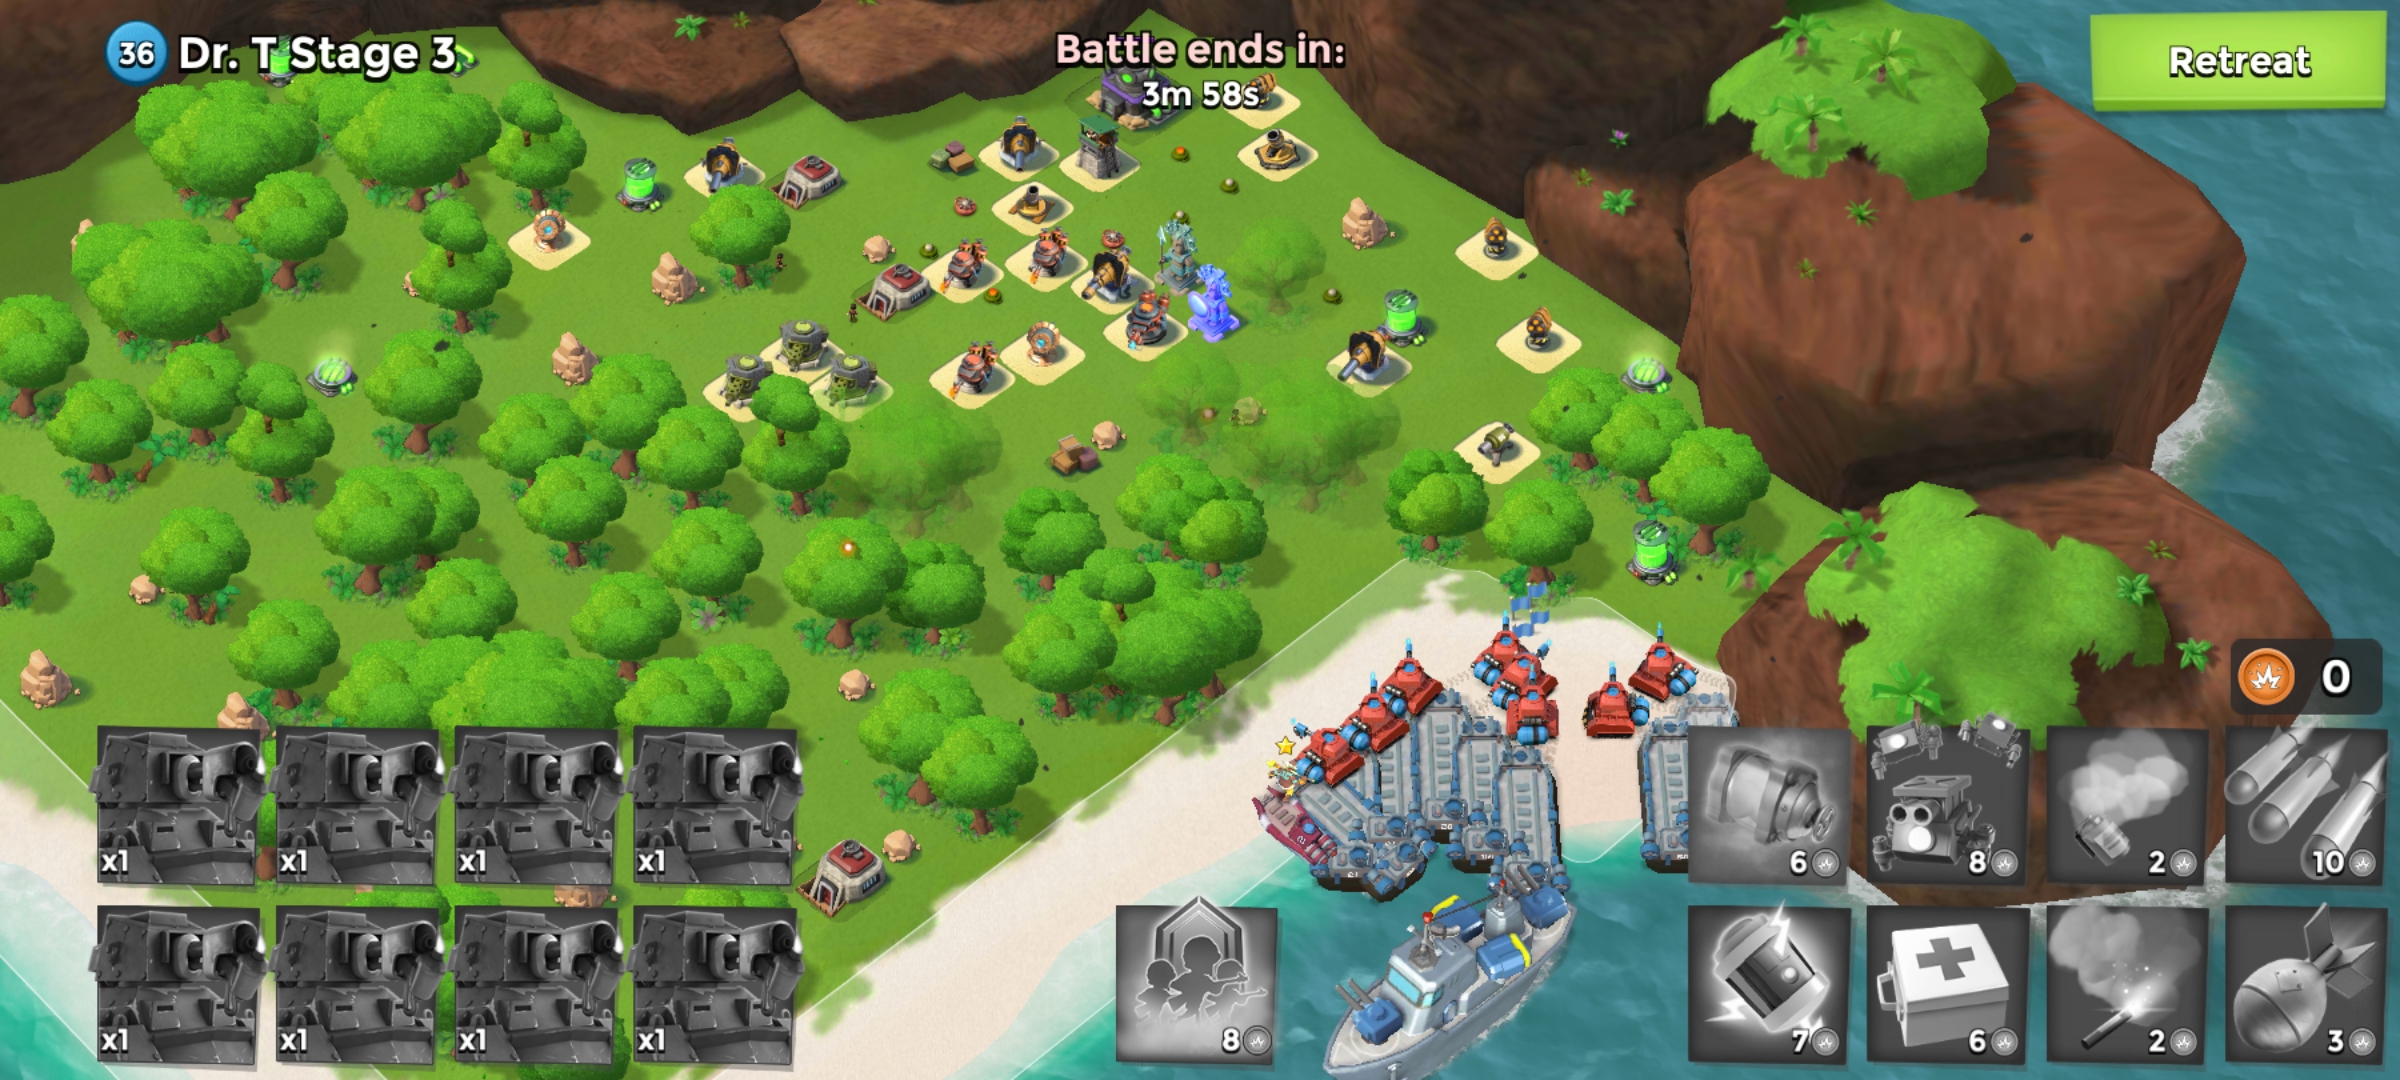 36 Dr. T Stage 3
Battle ends in:
3m 58s
Retreat
0
x1 x1 x1 x1
6 8 2 10
x1 x1 x1 x1
8 7 6 2 3